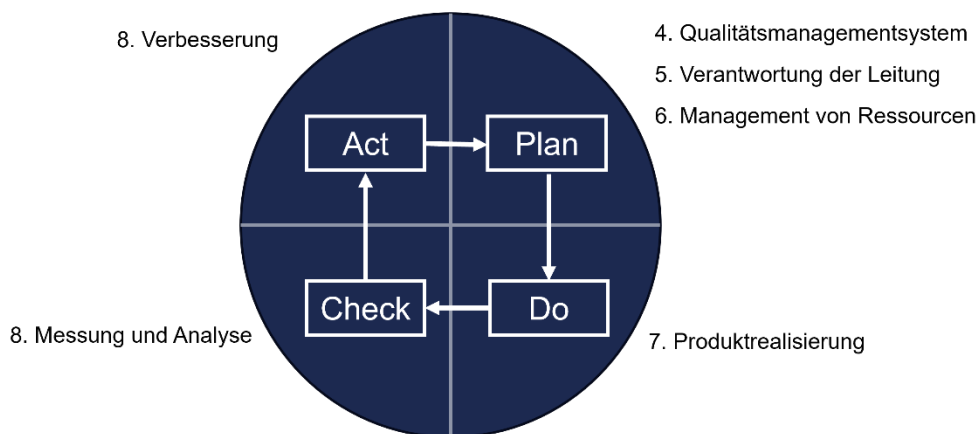 8. Verbesserung
4. Qualitätsmanagementsystem
5. Verantwortung der Leitung
6. Management von Ressourcen
Act
Plan
Check
Do
8. Messung und Analyse
7. Produktrealisierung